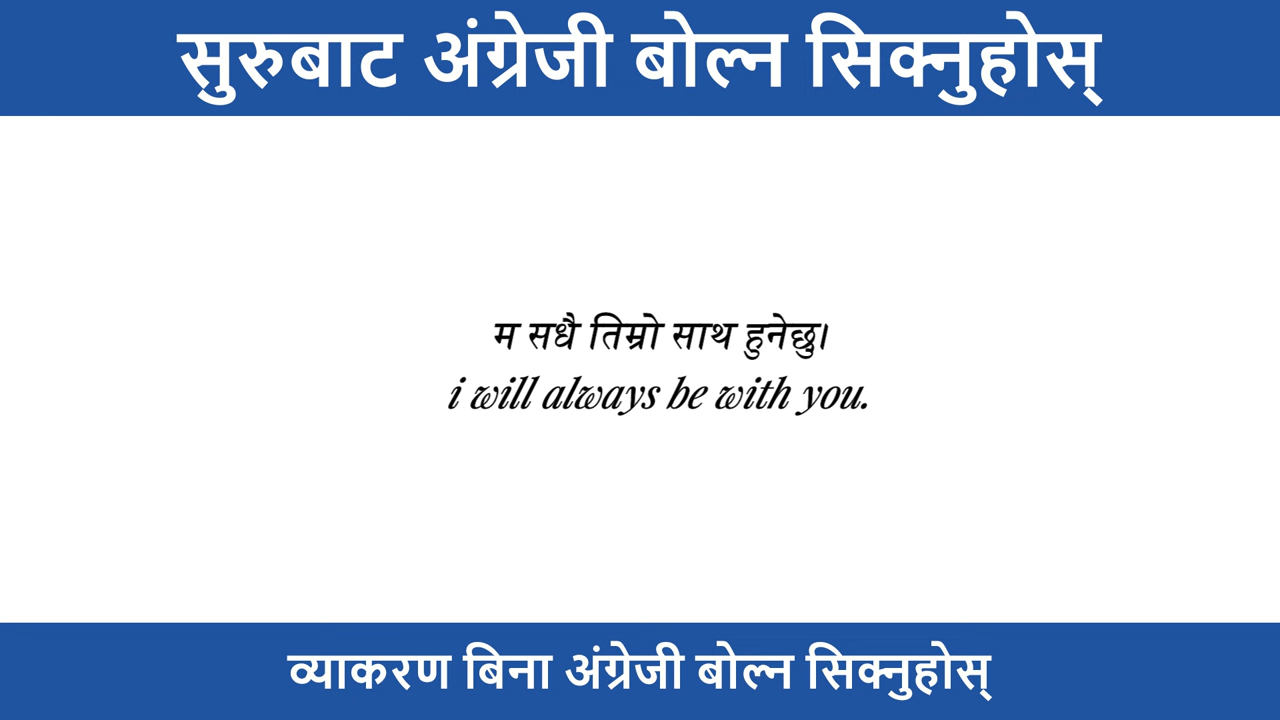 सुरुबाट अंग्रेजी बोल्न सिक्नुहोस्
म सधै तिम्रो साथ हुनेछु।
i will always be with you.
व्याकरण बिना अंग्रेजी बोल्न सिक्नुहोस्